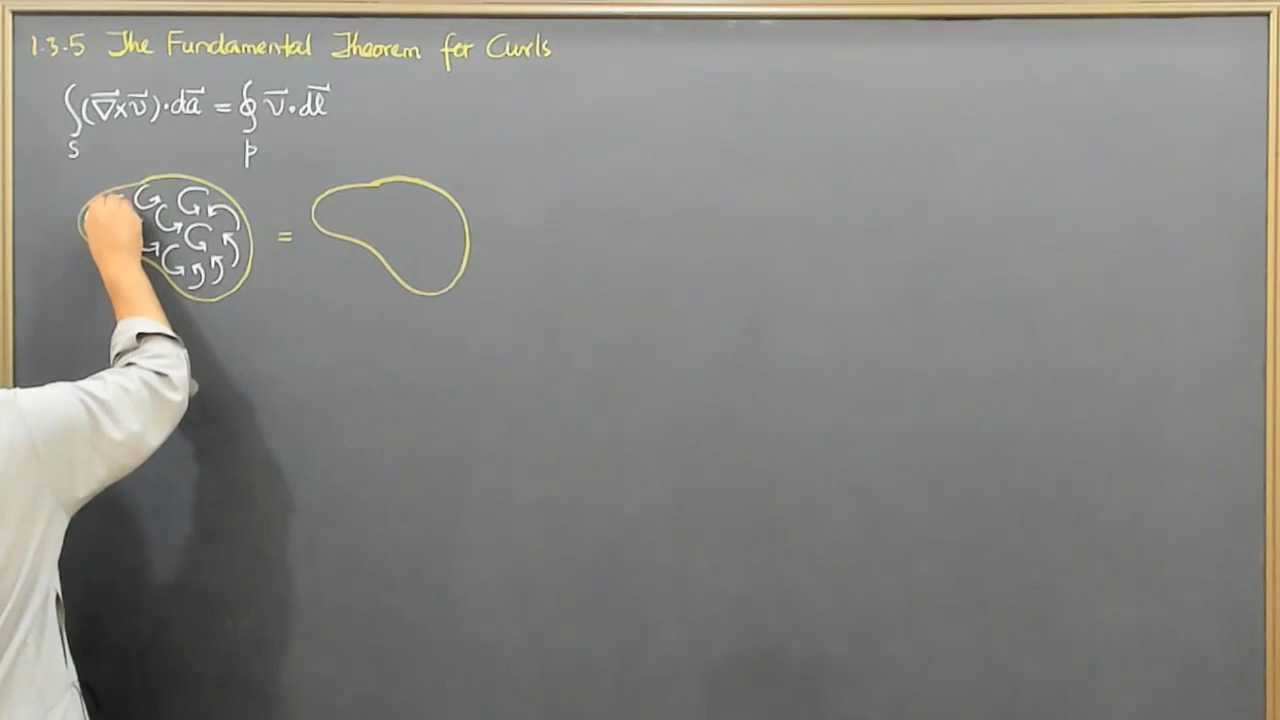 1.3.5 The Fundamental Theorem for Curls
∫(∇⃗×v⃗)·da⃗ = ∮ v⃗·dl⃗
S P
=